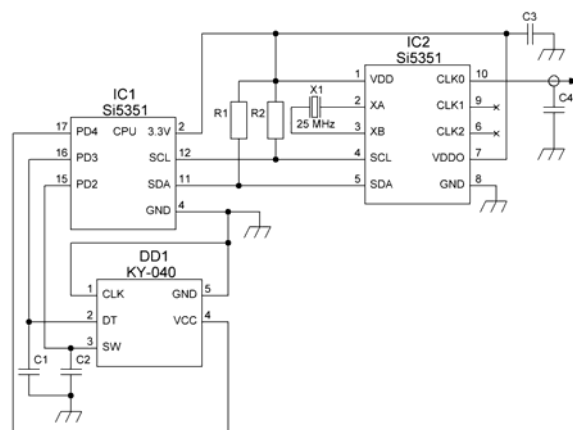 C3
IC2
Si5351
IC1
Si5351
R1
R2
X1
25 MHz
1 VDD CLK0 10
2 XA CLK1 9
3 XB CLK2 6
4 SCL VDDO 7
5 SDA GND 8
C4
17 PD4 CPU 3.3V 2
16 PD3 SCL 12
15 PD2 SDA 11
GND 4
DD1
KY-040
1 CLK GND 5
2 DT VCC 4
3 SW
C1
C2